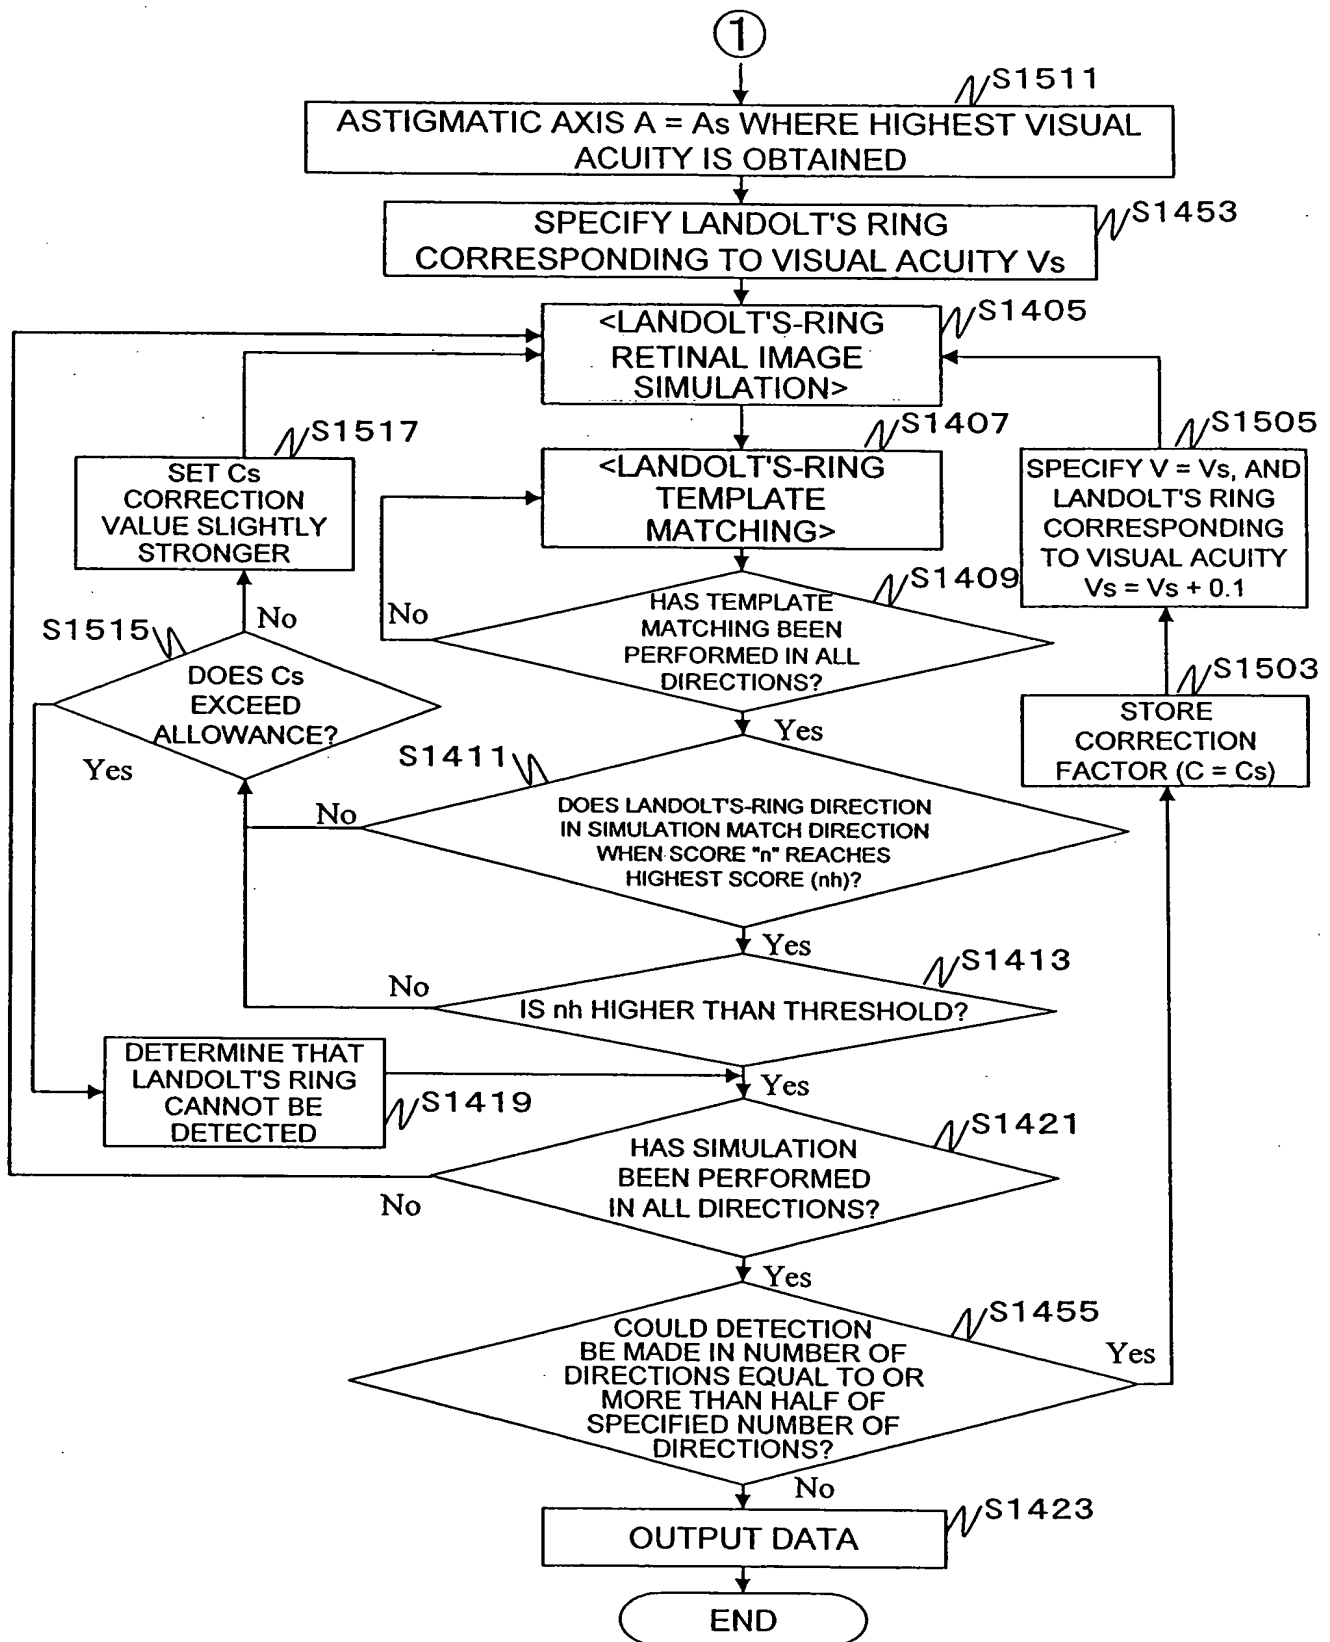 1
S1511
ASTIGMATIC AXIS A = As WHERE HIGHEST VISUAL
ACUITY IS OBTAINED
S1453
SPECIFY LANDOLT'S RING
CORRESPONDING TO VISUAL ACUITY Vs
S1405
<LANDOLT'S-RING
RETINAL IMAGE
SIMULATION>
S1517
SET Cs
CORRECTION
VALUE SLIGHTLY
STRONGER
S1407
<LANDOLT'S-RING
TEMPLATE
MATCHING>
S1505
SPECIFY V = Vs, AND
LANDOLT'S RING
CORRESPONDING
TO VISUAL ACUITY
Vs = Vs + 0.1
S1409
HAS TEMPLATE
MATCHING BEEN
PERFORMED IN ALL
DIRECTIONS?
No
Yes
S1515
No
DOES Cs
EXCEED
ALLOWANCE?
Yes
S1503
STORE
CORRECTION
FACTOR (C = Cs)
S1411
DOES LANDOLT'S-RING DIRECTION
IN SIMULATION MATCH DIRECTION
WHEN SCORE "n" REACHES
HIGHEST SCORE (nh)?
No
Yes
S1413
IS nh HIGHER THAN THRESHOLD?
No
Yes
DETERMINE THAT
LANDOLT'S RING
CANNOT BE
DETECTED
S1419
S1421
HAS SIMULATION
BEEN PERFORMED
IN ALL DIRECTIONS?
No
Yes
S1455
COULD DETECTION
BE MADE IN NUMBER OF
DIRECTIONS EQUAL TO OR
MORE THAN HALF OF
SPECIFIED NUMBER OF
DIRECTIONS?
Yes
No
S1423
OUTPUT DATA
END